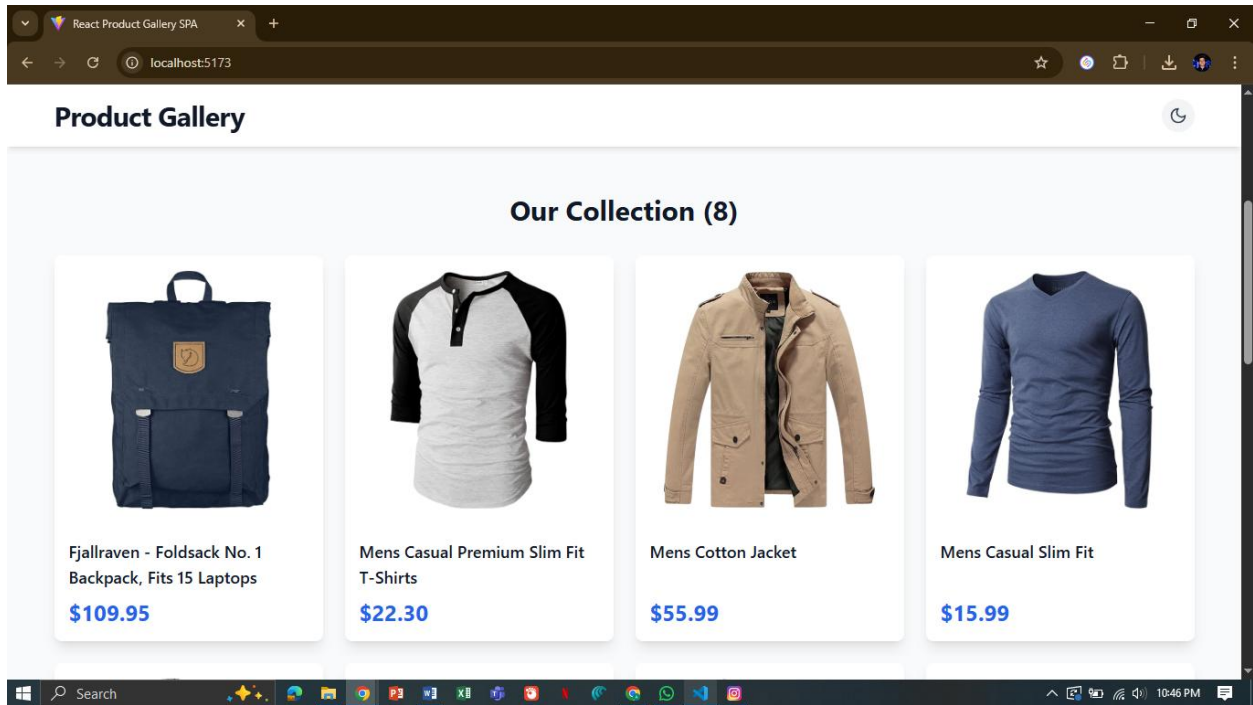 React Product Gallery SPA
localhost:5173
Product Gallery
Our Collection (8)
Fjallraven - Foldsack No. 1
Backpack, Fits 15 Laptops
$109.95
Mens Casual Premium Slim Fit
T-Shirts
$22.30
Mens Cotton Jacket
$55.99
Mens Casual Slim Fit
$15.99
Search
10:46 PM